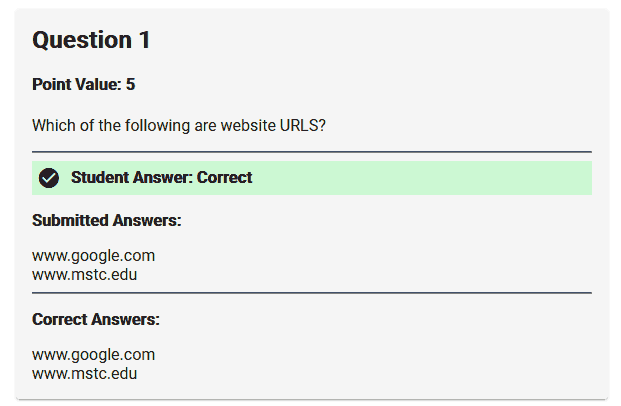 Question 1
Point Value: 5
Which of the following are website URLS?
Student Answer: Correct
Submitted Answers:
www.google.com
www.mstc.edu
Correct Answers:
www.google.com
www.mstc.edu